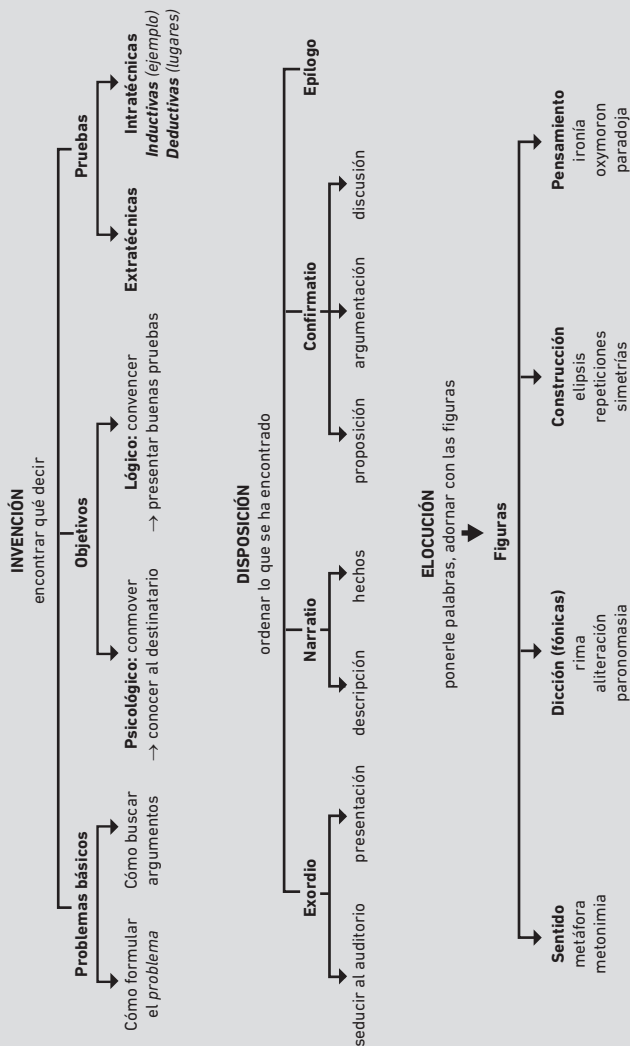 INVENCIÓN
encontrar qué decir
Problemas básicos
Cómo formular
el problema
Cómo buscar
argumentos
Objetivos
Psicológico: conmover
→ conocer al destinatario
Lógico: convencer
→ presentar buenas pruebas
Pruebas
Extratécnicas
Intratécnicas
Inductivas (ejemplo)
Deductivas (lugares)
DISPOSICIÓN
ordenar lo que se ha encontrado
Exordio
seducir al auditorio
presentación
Narratio
descripción
hechos
Confirmatio
proposición
argumentación
discusión
Epílogo
ELOCUCIÓN
ponerle palabras, adornar con las figuras
Figuras
Sentido
metáfora
metonimia
Dicción (fónicas)
rima
aliteración
paronomasia
Construcción
elipsis
repeticiones
simetrías
Pensamiento
ironía
oxymoron
paradoja